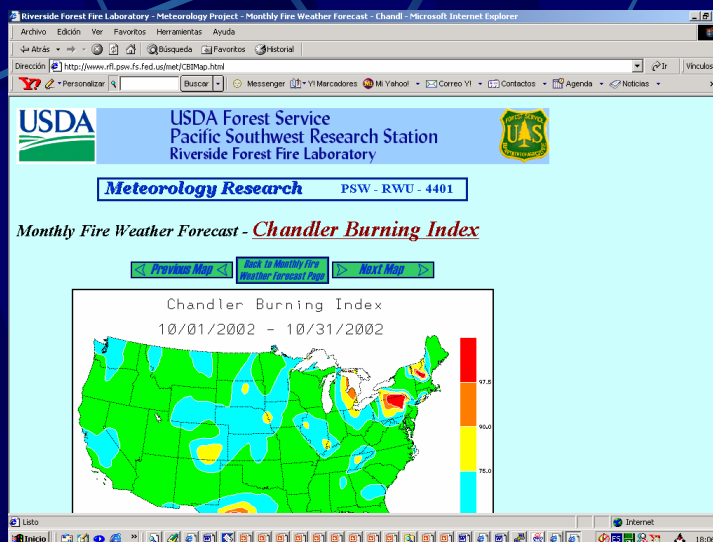 Riverside Forest Fire Laboratory - Meteorology Project - Monthly Fire Weather Forecast - Chandl - Microsoft Internet Explorer
Archivo Edición Ver Favoritos Herramientas Ayuda
Atrás Búsqueda Favoritos Historial
Dirección http://www.rfl.psw.fs.fed.us/met/CBIMap.html Ir Vínculos
Y! Personalizar Buscar Messenger Y! Marcadores Mi Yahoo! Correo Y! Contactos Agenda Noticias
USDA
USDA Forest Service
Pacific Southwest Research Station
Riverside Forest Fire Laboratory
FOREST SERVICE
U S
Meteorology Research PSW - RWU - 4401
Monthly Fire Weather Forecast - Chandler Burning Index
Previous Map
Back to Monthly Fire
Weather Forecast Page
Next Map
Chandler Burning Index
10/01/2002 - 10/31/2002
97.5
90.0
75.0
Listo Internet
Inicio 18:06